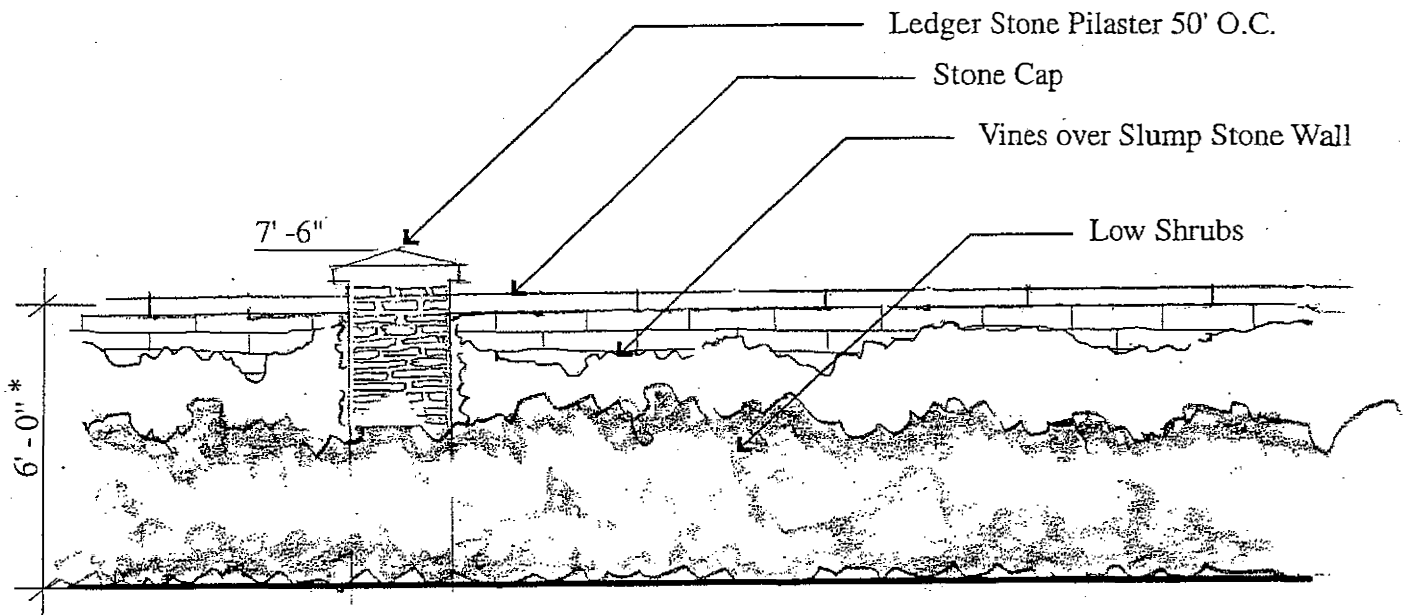 Ledger Stone Pilaster 50' O.C.
Stone Cap
Vines over Slump Stone Wall
Low Shrubs
7' -6"
6' - 0" *